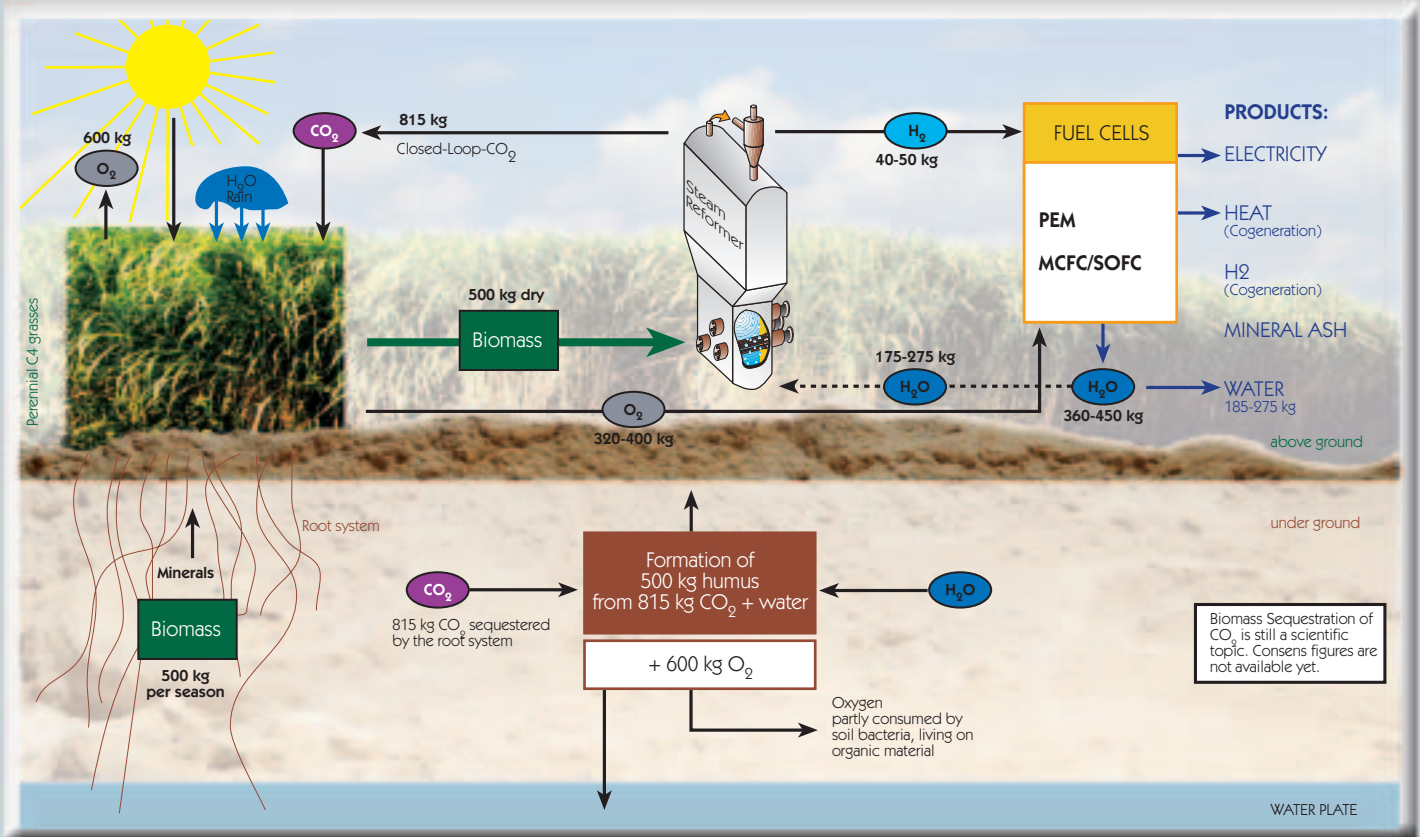 600 kg
O2
H2O
Rain
CO2
815 kg
Closed-Loop-CO2
Steam
Reformer
H2
40-50 kg
FUEL CELLS
PEM
MCFC/SOFC
PRODUCTS:
ELECTRICITY
HEAT
(Cogeneration)
H2
(Cogeneration)
MINERAL ASH
WATER
185-275 kg
Perennial C4 grasses
500 kg dry
Biomass
O2
320-400 kg
175-275 kg
H2O
H2O
360-450 kg
above ground
under ground
Root system
Minerals
Biomass
500 kg
per season
CO2
815 kg CO2 sequestered
by the root system
Formation of
500 kg humus
from 815 kg CO2 + water
+ 600 kg O2
H2O
Oxygen
partly consumed by
soil bacteria, living on
organic material
Biomass Sequestration of
CO2 is still a scientific
topic. Consens figures are
not available yet.
WATER PLATE